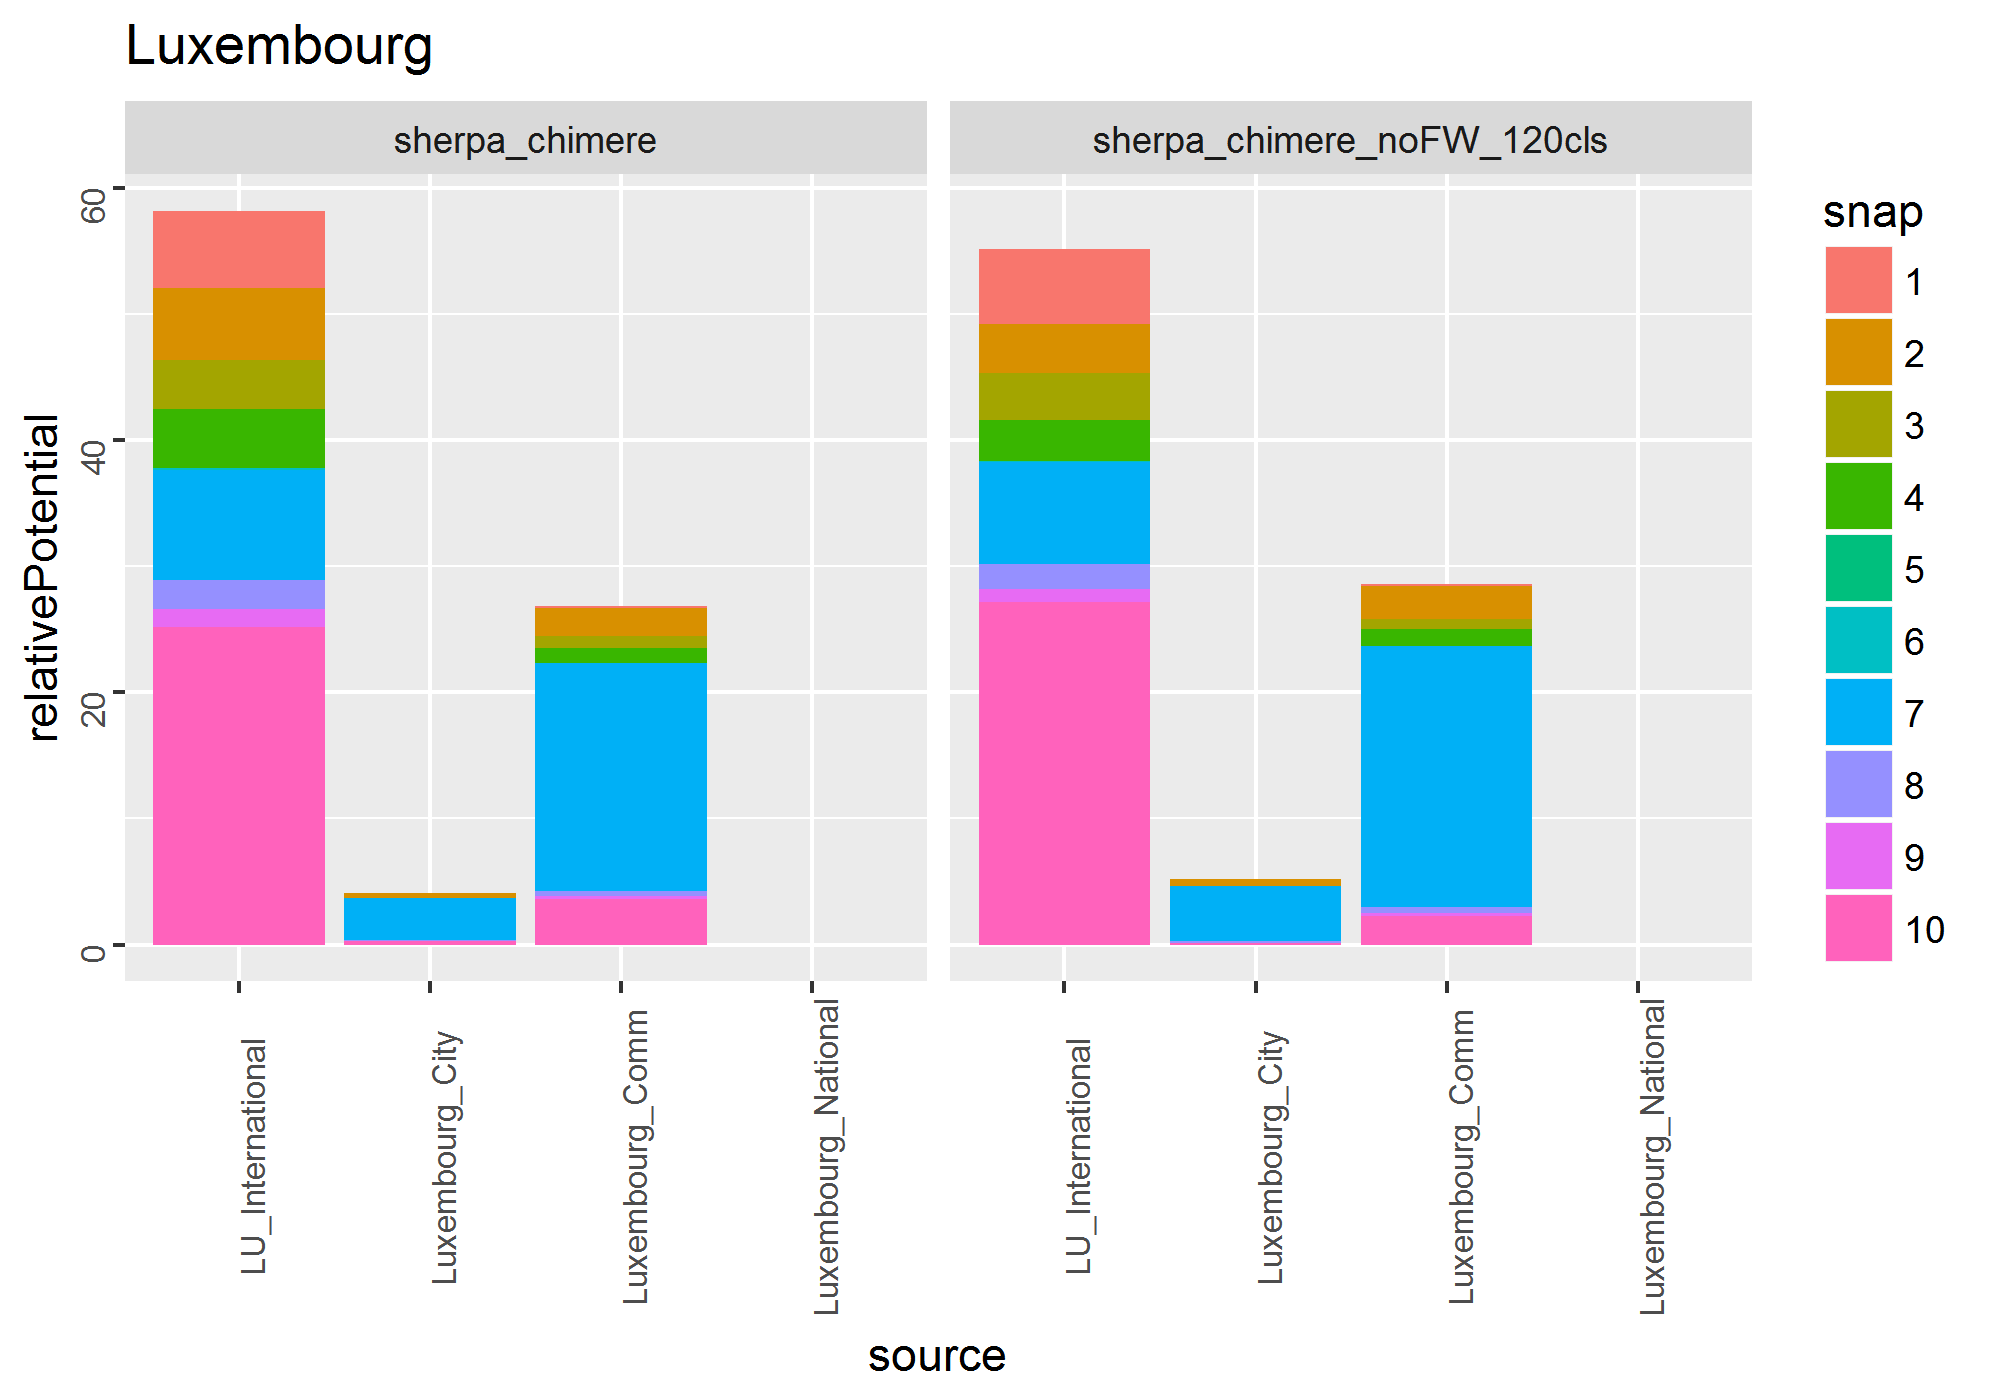 Luxembourg
sherpa_chimere
sherpa_chimere_noFW_120cls
relativePotential
60
40
20
0
LU_International
Luxembourg_City
Luxembourg_Comm
Luxembourg_National
LU_International
Luxembourg_City
Luxembourg_Comm
Luxembourg_National
source
snap
1
2
3
4
5
6
7
8
9
10